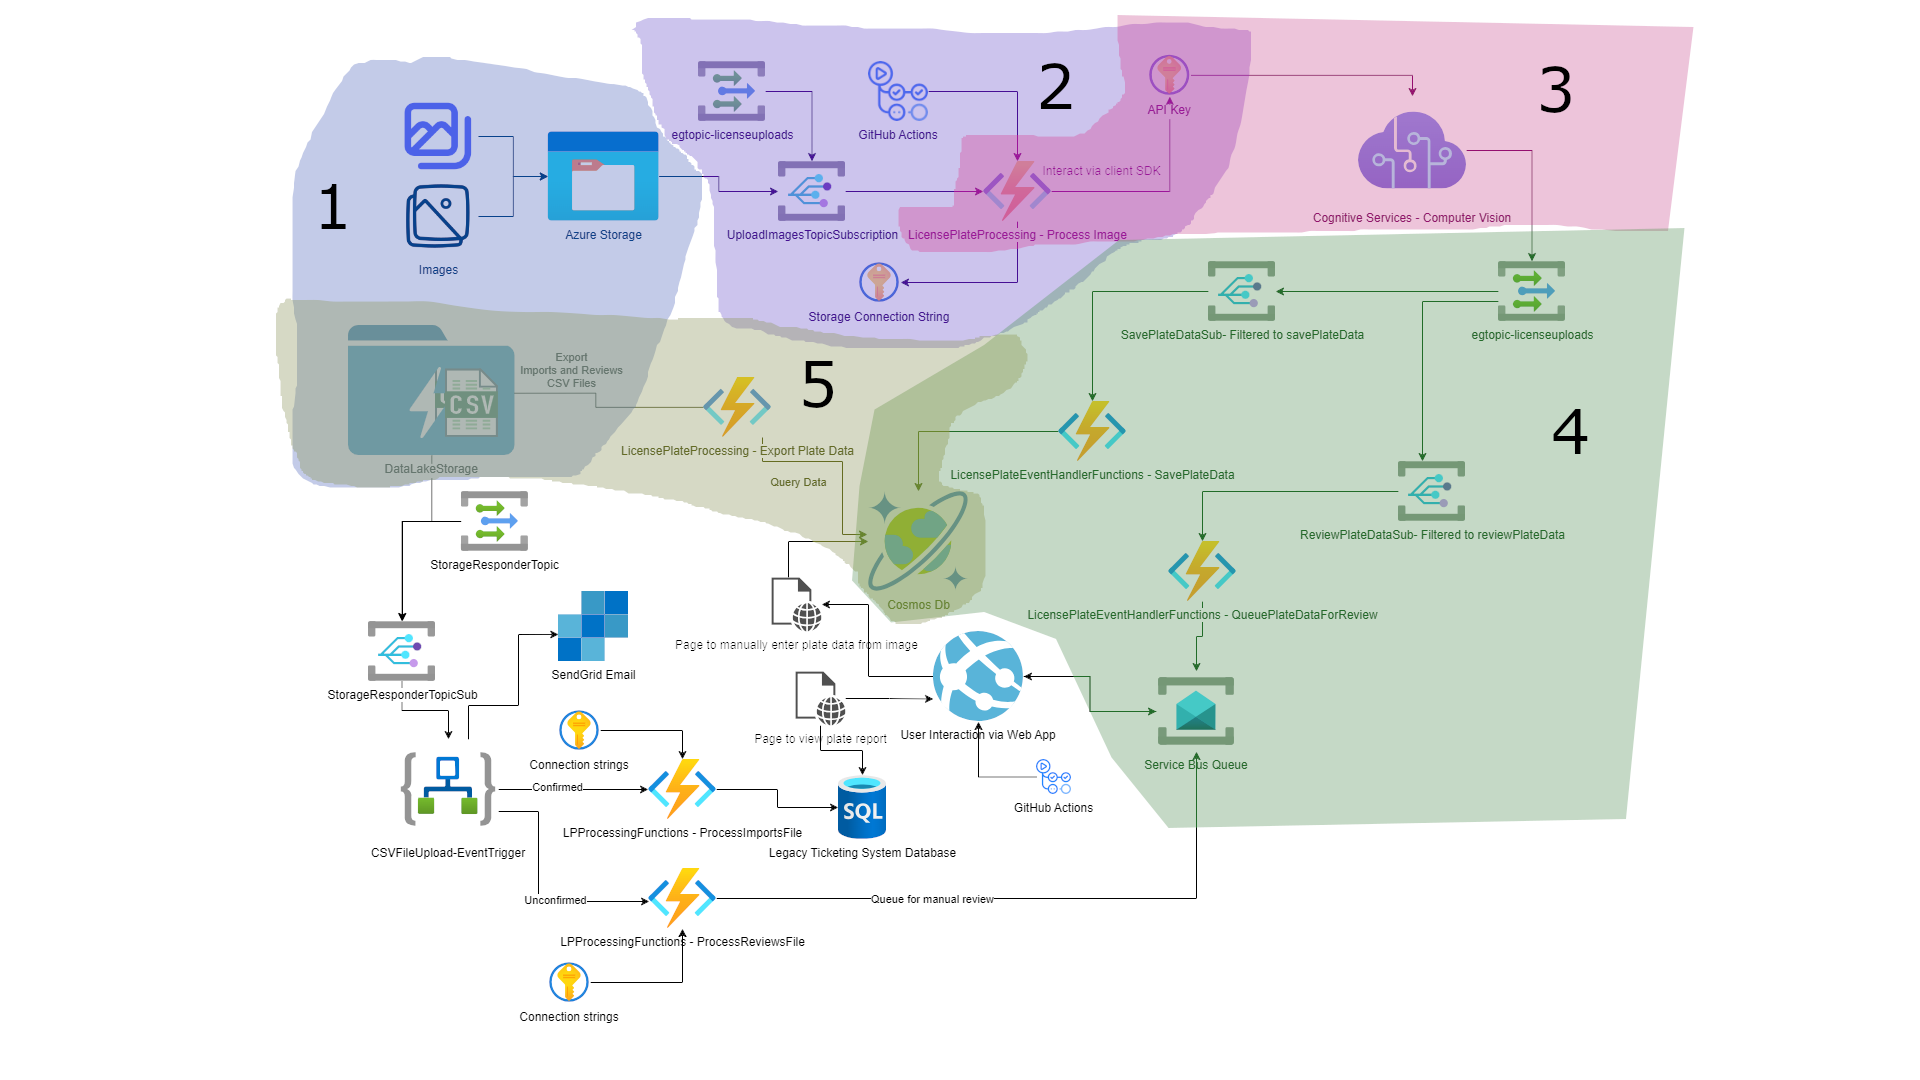 1
Images
Azure Storage
egtopic-licenseuploads
GitHub Actions
2
UploadImagesTopicSubscription
Interact via client SDK
LicensePlateProcessing - Process Image
Storage Connection String
API Key
3
Cognitive Services - Computer Vision
egtopic-licenseuploads
SavePlateDataSub- Filtered to savePlateData
4
LicensePlateEventHandlerFunctions - SavePlateData
ReviewPlateDataSub- Filtered to reviewPlateData
LicensePlateEventHandlerFunctions - QueuePlateDataForReview
Service Bus Queue
5
Export
Imports and Reviews
CSV Files
CSV
DataLakeStorage
LicensePlateProcessing - Export Plate Data
Query Data
Cosmos Db
StorageResponderTopic
StorageResponderTopicSub
SendGrid Email
Page to manually enter plate data from image
Page to view plate report
User Interaction via Web App
GitHub Actions
Connection strings
Confirmed
LPProcessingFunctions - ProcessImportsFile
SQL
Legacy Ticketing System Database
CSVFileUpload-EventTrigger
Unconfirmed
Queue for manual review
LPProcessingFunctions - ProcessReviewsFile
Connection strings